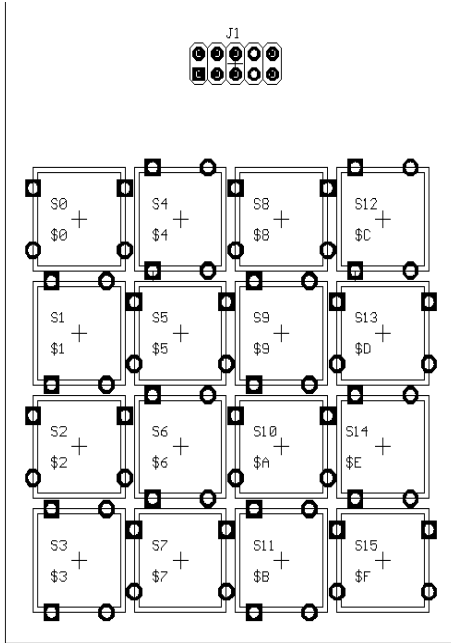 J1
S0 S4 S8 S12
$0 $4 $8 $C
S1 S5 S9 S13
$1 $5 $9 $D
S2 S6 S10 S14
$2 $6 $A $E
S3 S7 S11 S15
$3 $7 $B $F